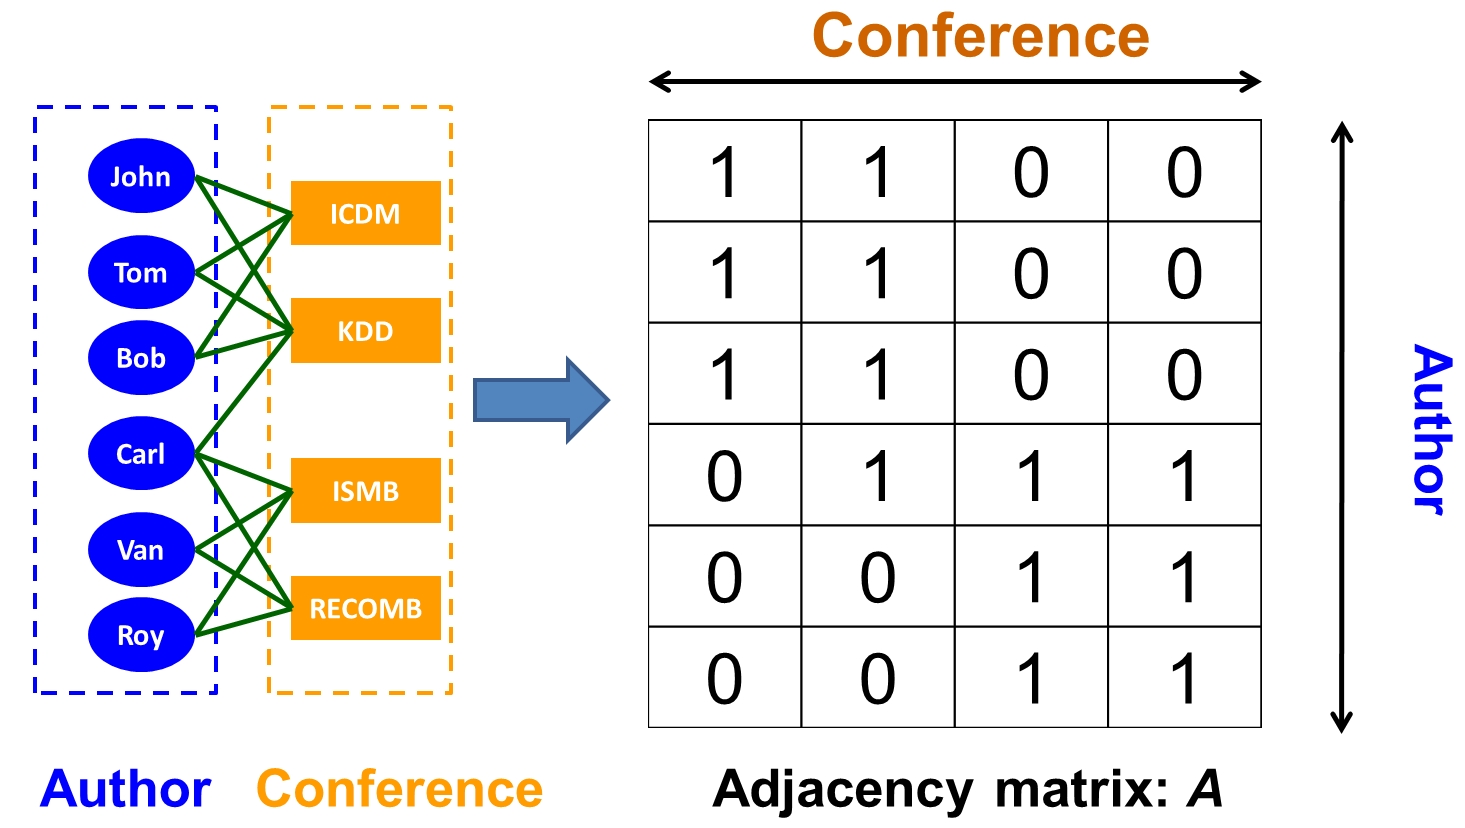 Conference
John
Tom
Bob
Carl
Van
Roy
ICDM
KDD
ISMB
RECOMB
1 1 0 0
1 1 0 0
1 1 0 0
0 1 1 1
0 0 1 1
0 0 1 1
Author
Author Conference
Adjacency matrix: A